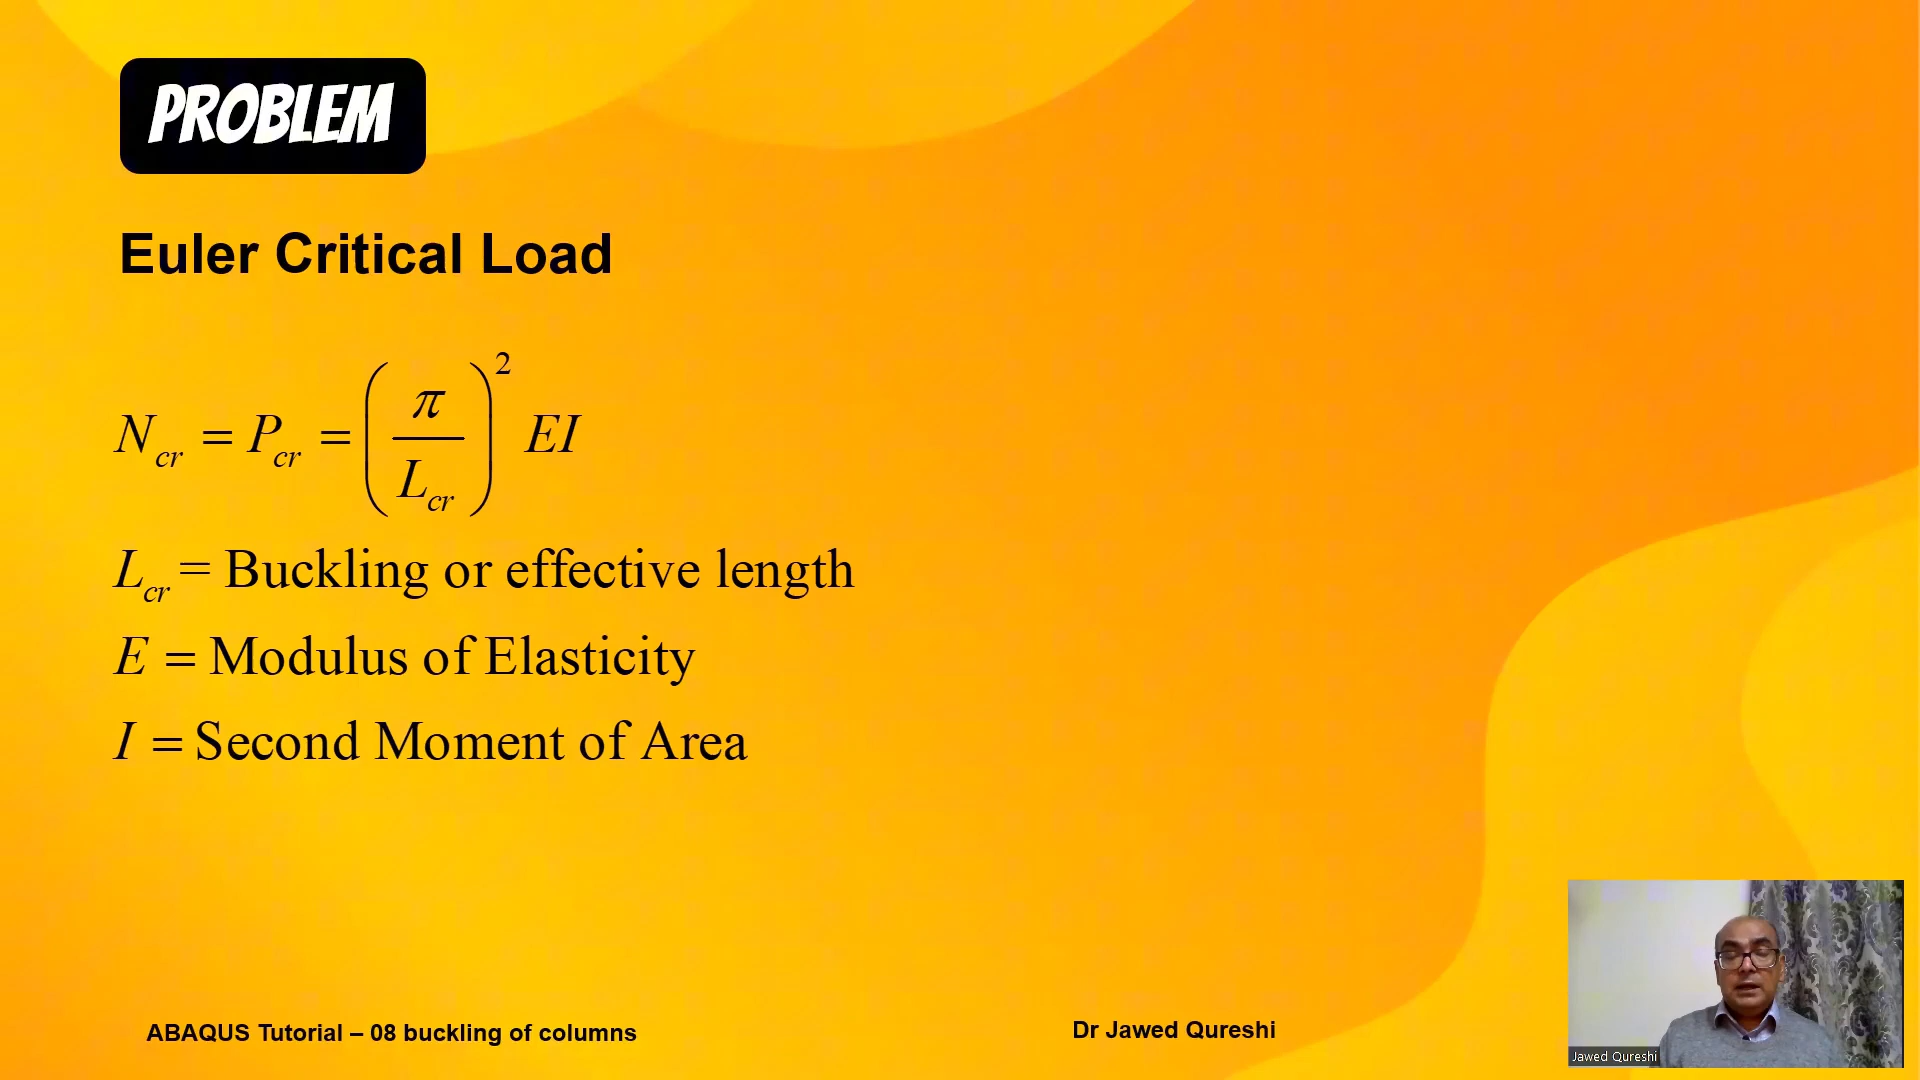 PROBLEM
Euler Critical Load
N_cr = P_cr = (π / L_cr)² EI
L_cr = Buckling or effective length
E = Modulus of Elasticity
I = Second Moment of Area
ABAQUS Tutorial – 08 buckling of columns
Dr Jawed Qureshi
Jawed Qureshi